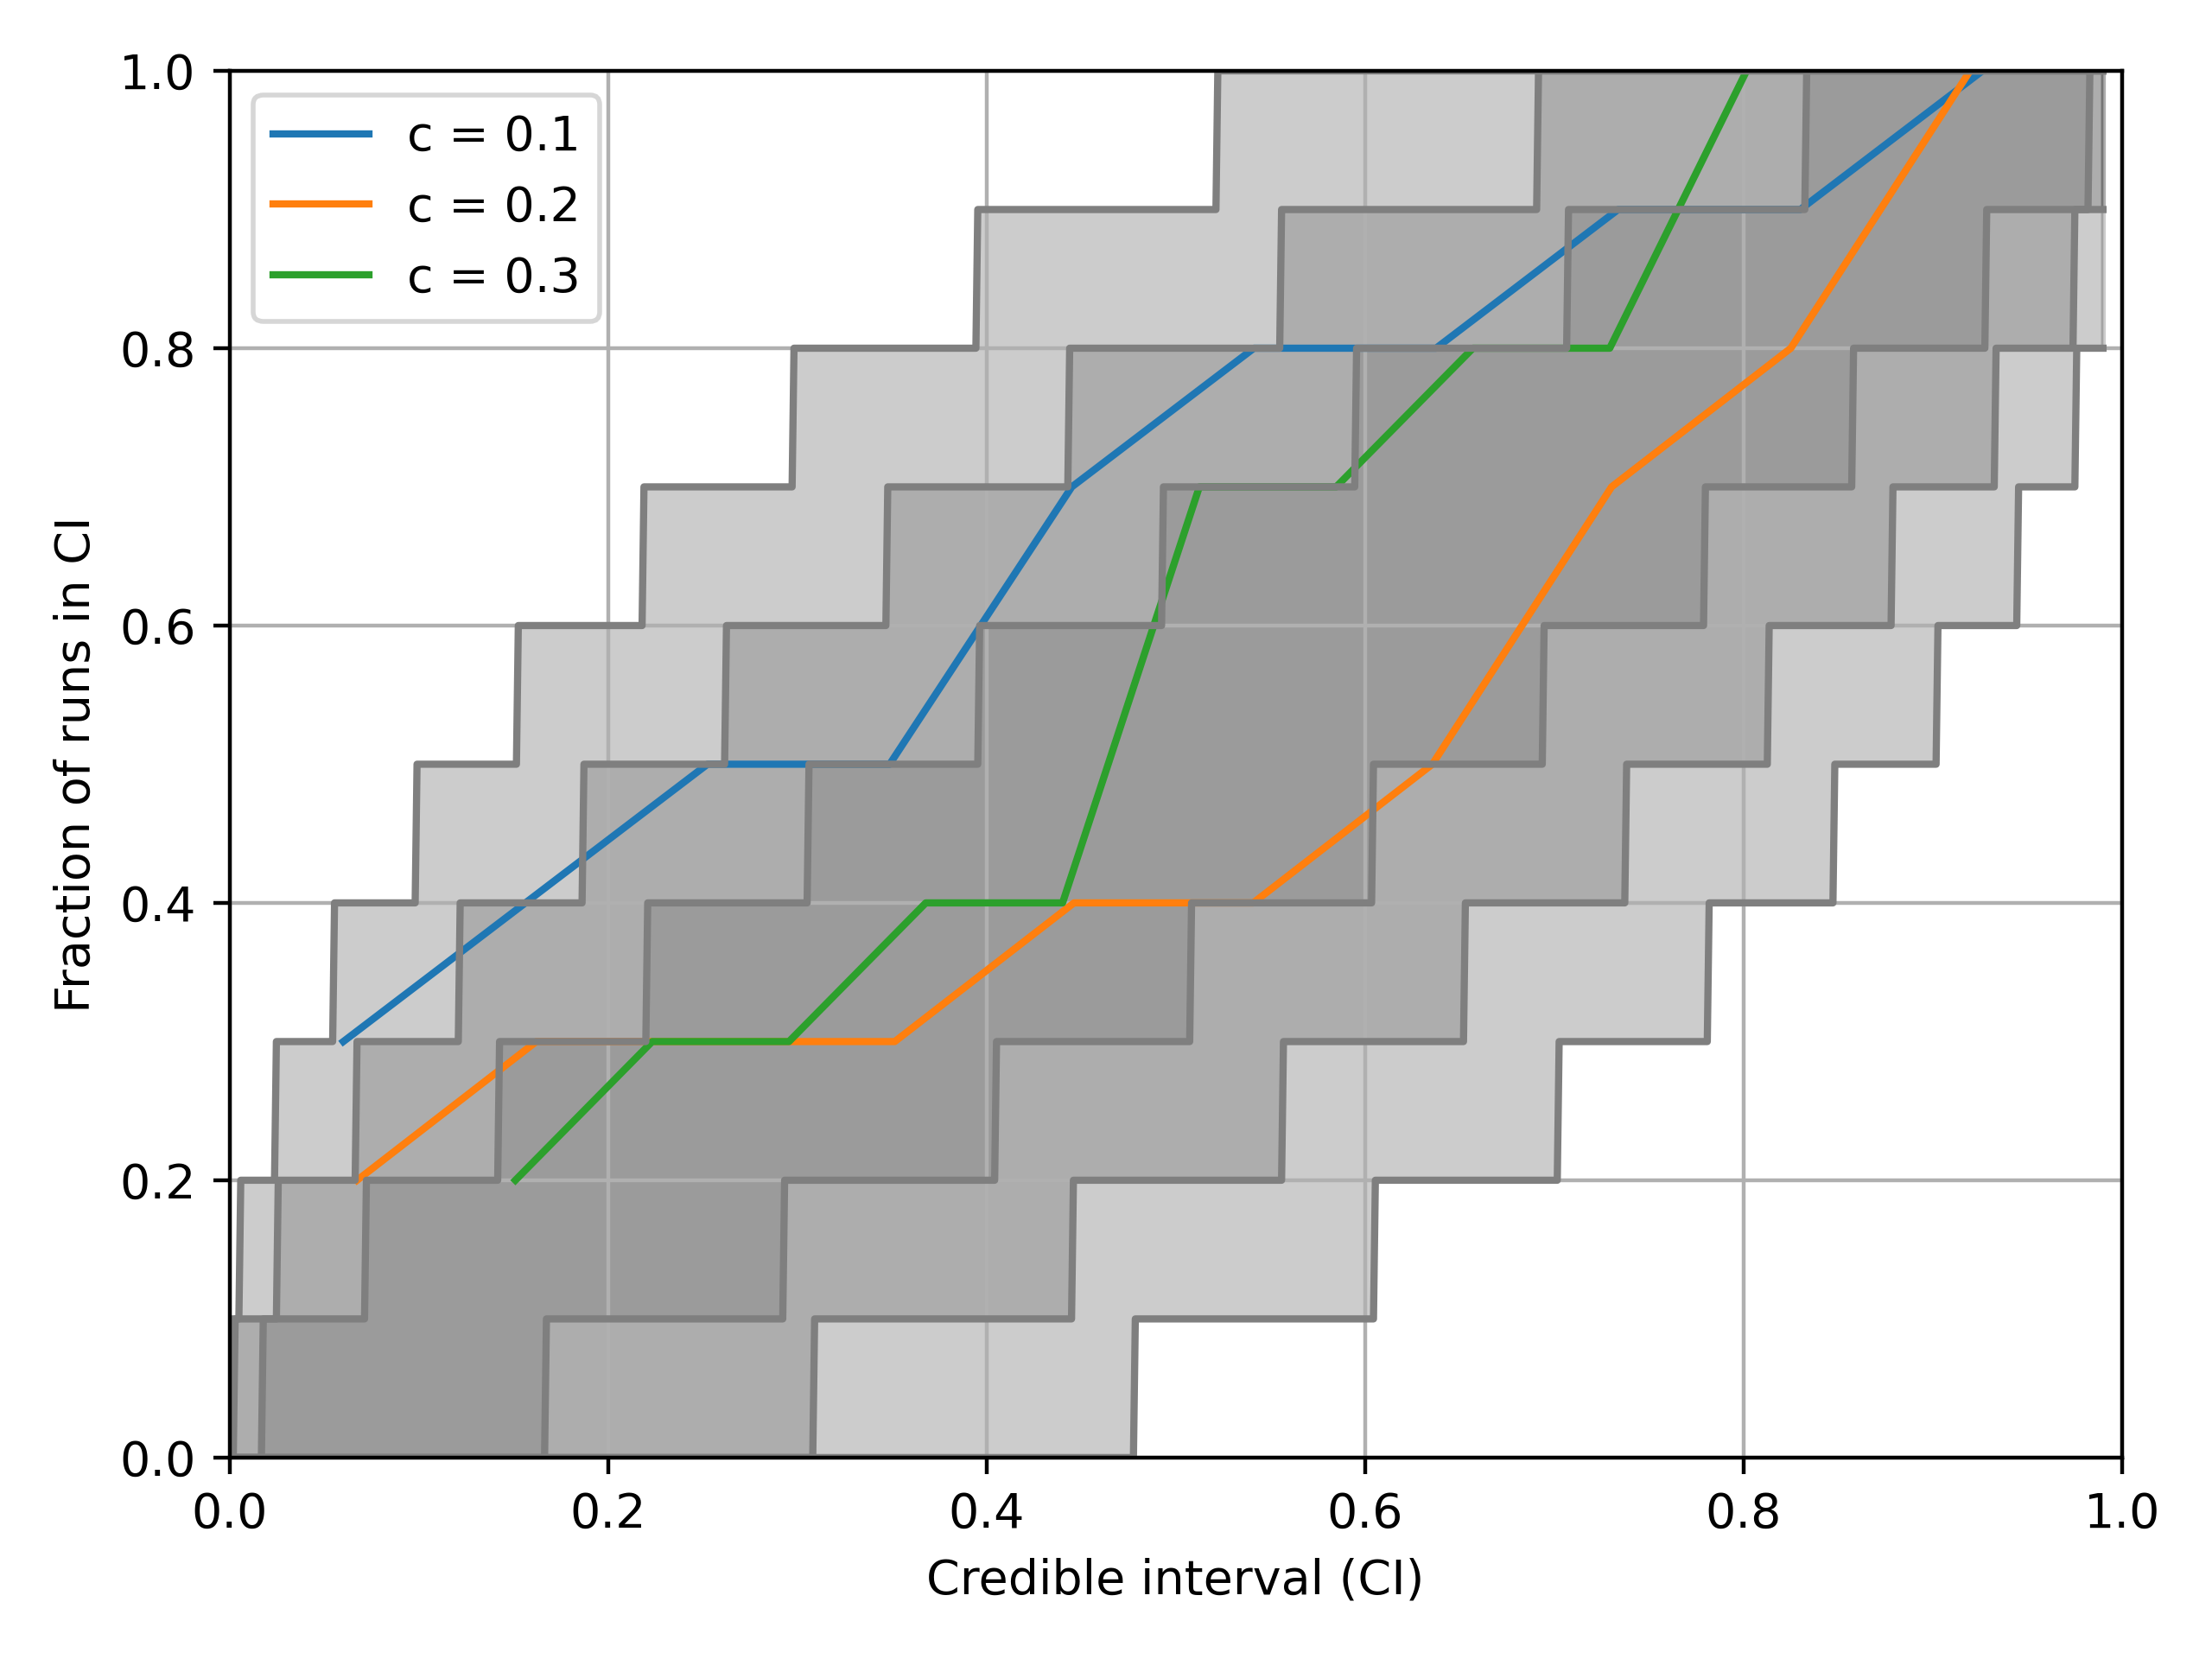 1.0
0.8
0.6
0.4
0.2
0.0
Fraction of runs in CI
c = 0.1
c = 0.2
c = 0.3
0.0 0.2 0.4 0.6 0.8 1.0
Credible interval (CI)